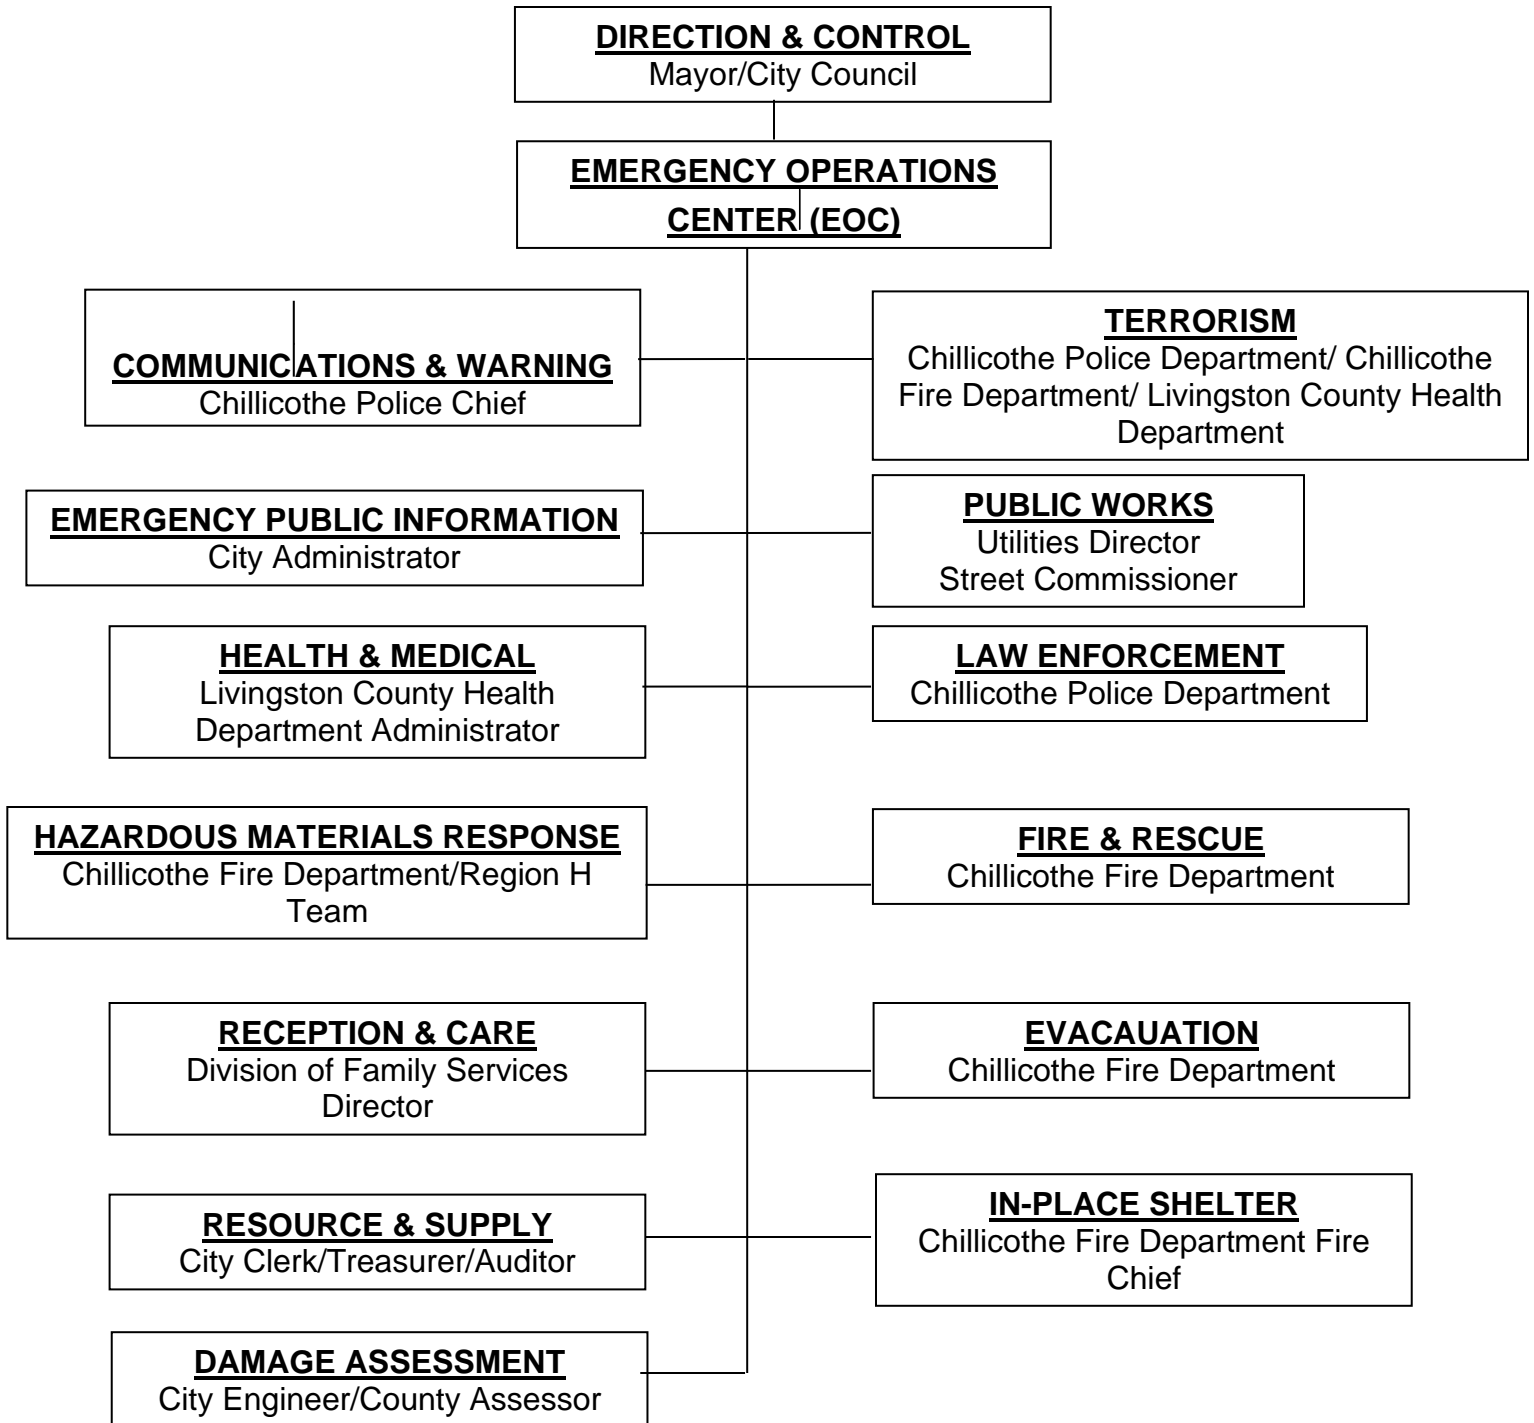 DIRECTION & CONTROL
Mayor/City Council
EMERGENCY OPERATIONS
CENTER (EOC)
COMMUNICATIONS & WARNING
Chillicothe Police Chief
TERRORISM
Chillicothe Police Department/ Chillicothe
Fire Department/ Livingston County Health
Department
EMERGENCY PUBLIC INFORMATION
City Administrator
PUBLIC WORKS
Utilities Director
Street Commissioner
HEALTH & MEDICAL
Livingston County Health
Department Administrator
LAW ENFORCEMENT
Chillicothe Police Department
HAZARDOUS MATERIALS RESPONSE
Chillicothe Fire Department/Region H
Team
FIRE & RESCUE
Chillicothe Fire Department
RECEPTION & CARE
Division of Family Services
Director
EVACAUATION
Chillicothe Fire Department
RESOURCE & SUPPLY
City Clerk/Treasurer/Auditor
IN-PLACE SHELTER
Chillicothe Fire Department Fire
Chief
DAMAGE ASSESSMENT
City Engineer/County Assessor